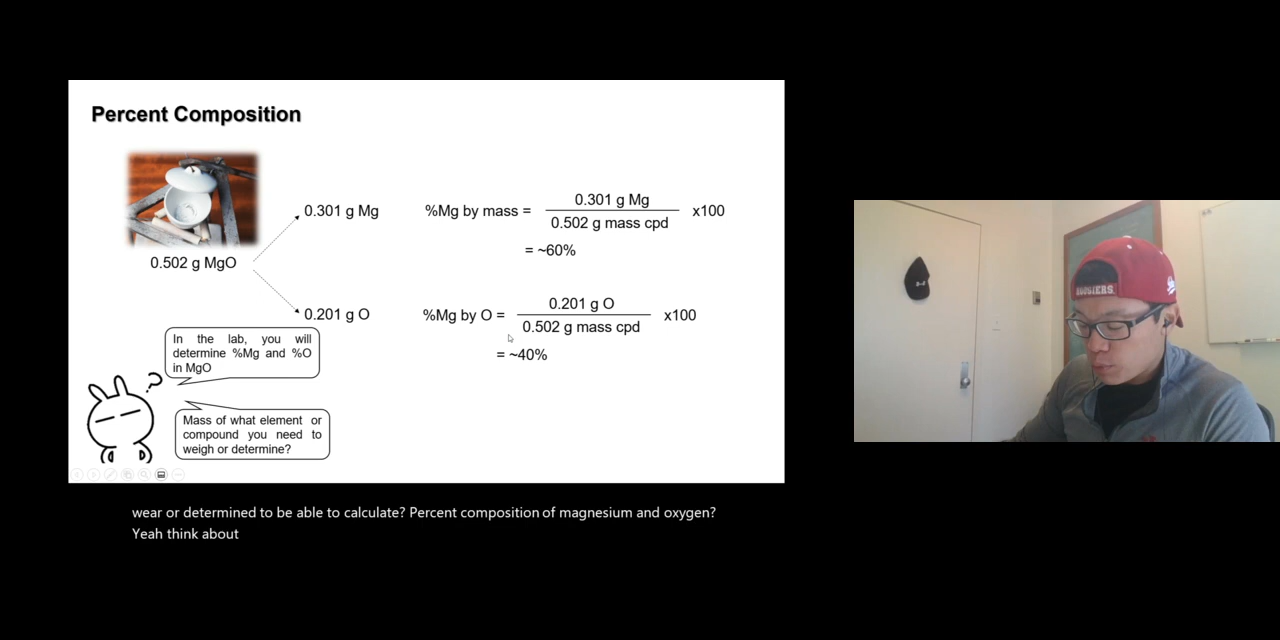 Percent Composition
0.301 g Mg
%Mg by mass =
0.301 g Mg
0.502 g mass cpd
x100
= ~60%
0.502 g MgO
0.201 g O
%Mg by O =
0.201 g O
0.502 g mass cpd
x100
= ~40%
In the lab, you will
determine %Mg and %O
in MgO
?
Mass of what element or
compound you need to
weigh or determine?
HOOSIERS
wear or determined to be able to calculate? Percent composition of magnesium and oxygen?
Yeah think about